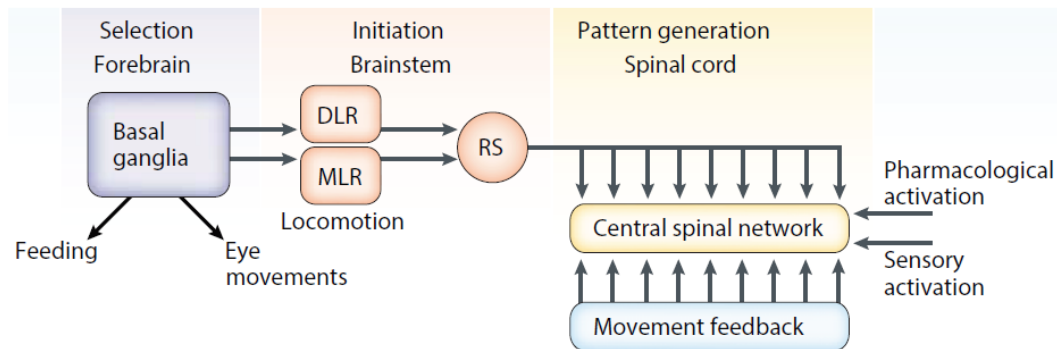 Selection
Forebrain
Initiation
Brainstem
Pattern generation
Spinal cord
Basal
ganglia
DLR
MLR
RS
Locomotion
Feeding
Eye
movements
Central spinal network
Pharmacological
activation
Sensory
activation
Movement feedback